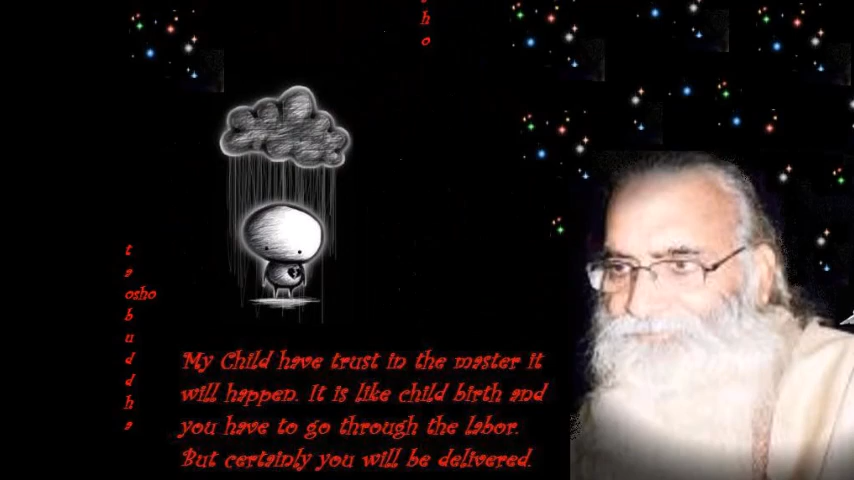 h
o
t
a
osho
b
u
d
d
h
a
My Child have trust in the master it
will happen. It is like child birth and
you have to go through the labor.
But certainly you will be delivered.